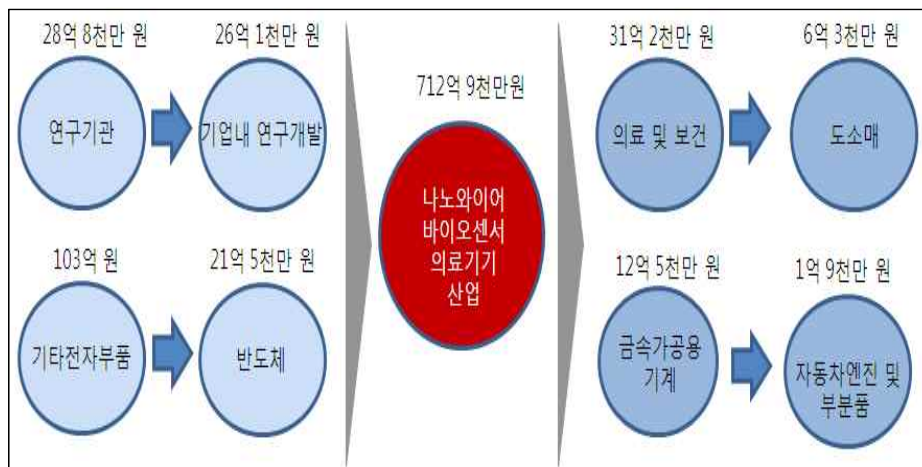 28억 8천만 원
26억 1천만 원
31억 2천만원
6억 3천만 원
712억 9천만원
연구기관
기업내 연구개발
의료 및 보건
도소매
나노와이어
바이오센서
의료기기
산업
103억 원
21억 5천만 원
12억 5천만 원
1억 9천만 원
기타전자부품
반도체
금속가공용
기계
자동차엔진 및
부분품